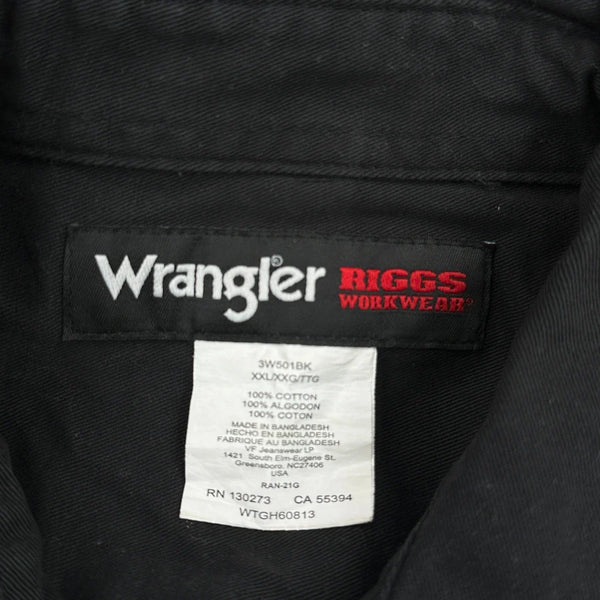 Wrangler® RIGGS
WORKWEAR®
3W501BK
XXL/XXG/TTG
100% COTTON
100% ALGODON
100% COTON
MADE IN BANGLADESH
HECHO EN BANGLADESH
FABRIQUE AU BANGLADESH
VF Jeanswear LP
1421 South Elm-Eugene St.
Greensboro, NC27406
USA
RAN-21G
RN 130273 CA 55394
WTGH60813